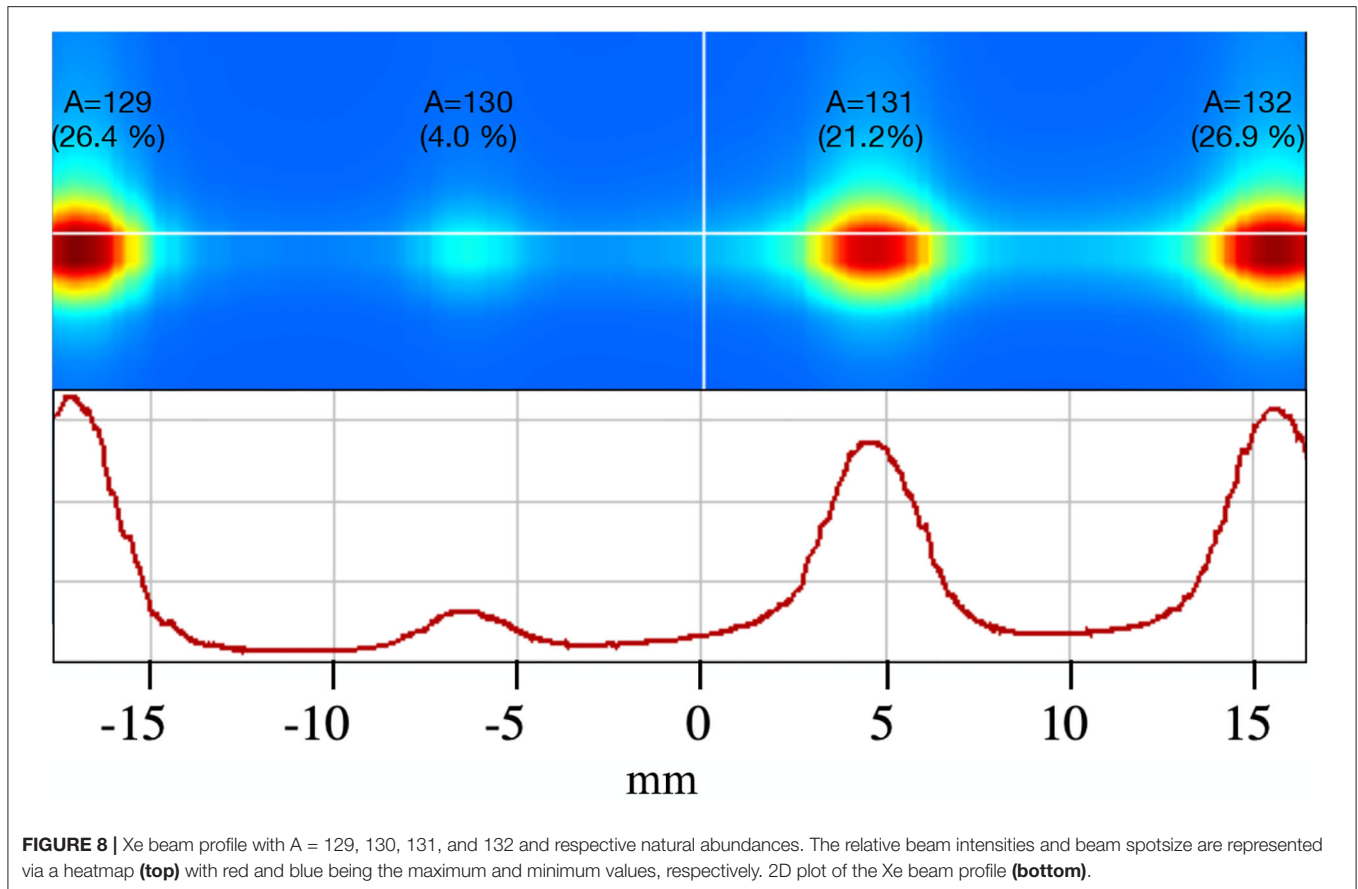 A=129 A=130 A=131 A=132
(26.4 %) (4.0 %) (21.2%) (26.9 %)
-15 -10 -5 0 5 10 15
mm
FIGURE 8 | Xe beam profile with A = 129, 130, 131, and 132 and respective natural abundances. The relative beam intensities and beam spotsize are represented
via a heatmap (top) with red and blue being the maximum and minimum values, respectively. 2D plot of the Xe beam profile (bottom).